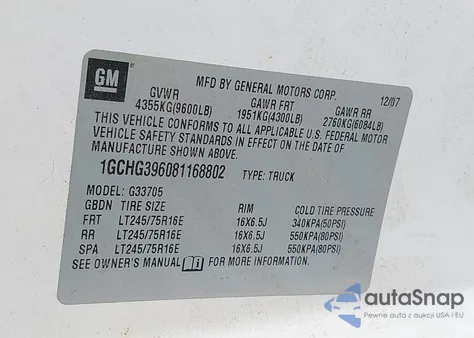 GM
MFD BY GENERAL MOTORS CORP. 12/07
GVWR GAWR FRT GAWR RR
4355KG(9600LB) 1951KG(4300LB) 2760KG(6084LB)
THIS VEHICLE CONFORMS TO ALL APPLICABLE U.S. FEDERAL MOTOR
VEHICLE SAFETY STANDARDS IN EFFECT ON THE DATE OF
MANUFACTURE SHOWN ABOVE.
1GCHG396081168802 TYPE: TRUCK
MODEL: G33705
GBDN TIRE SIZE RIM COLD TIRE PRESSURE
FRT LT245/75R16E 16X6.5J 340KPA(50PSI)
RR LT245/75R16E 16X6.5J 550KPA(80PSI)
SPA LT245/75R16E 16X6.5J 550KPA(80PSI)
SEE OWNER'S MANUAL FOR MORE INFORMATION.
autoSnap
A pośrednik aukcji USA i EU